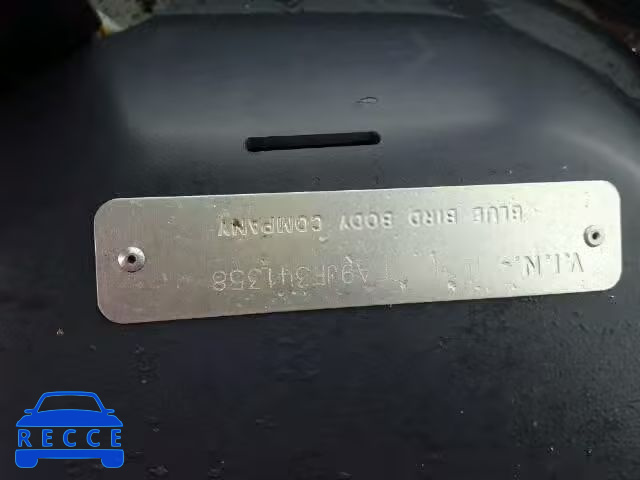 BLUE BIRD BODY COMPANY
V.I.N. A9JF341358
RECCE